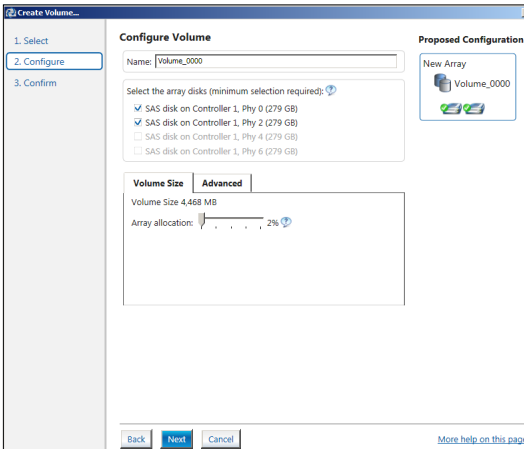 Create Volume...
1. Select
2. Configure
3. Confirm
Configure Volume
Name: Volume_0000
Select the array disks (minimum selection required):
SAS disk on Controller 1, Phy 0 (279 GB)
SAS disk on Controller 1, Phy 2 (279 GB)
SAS disk on Controller 1, Phy 4 (279 GB)
SAS disk on Controller 1, Phy 6 (279 GB)
Volume Size Advanced
Volume Size 4,468 MB
Array allocation: 2%
Proposed Configuration
New Array
Volume_0000
Back Next Cancel
More help on this page